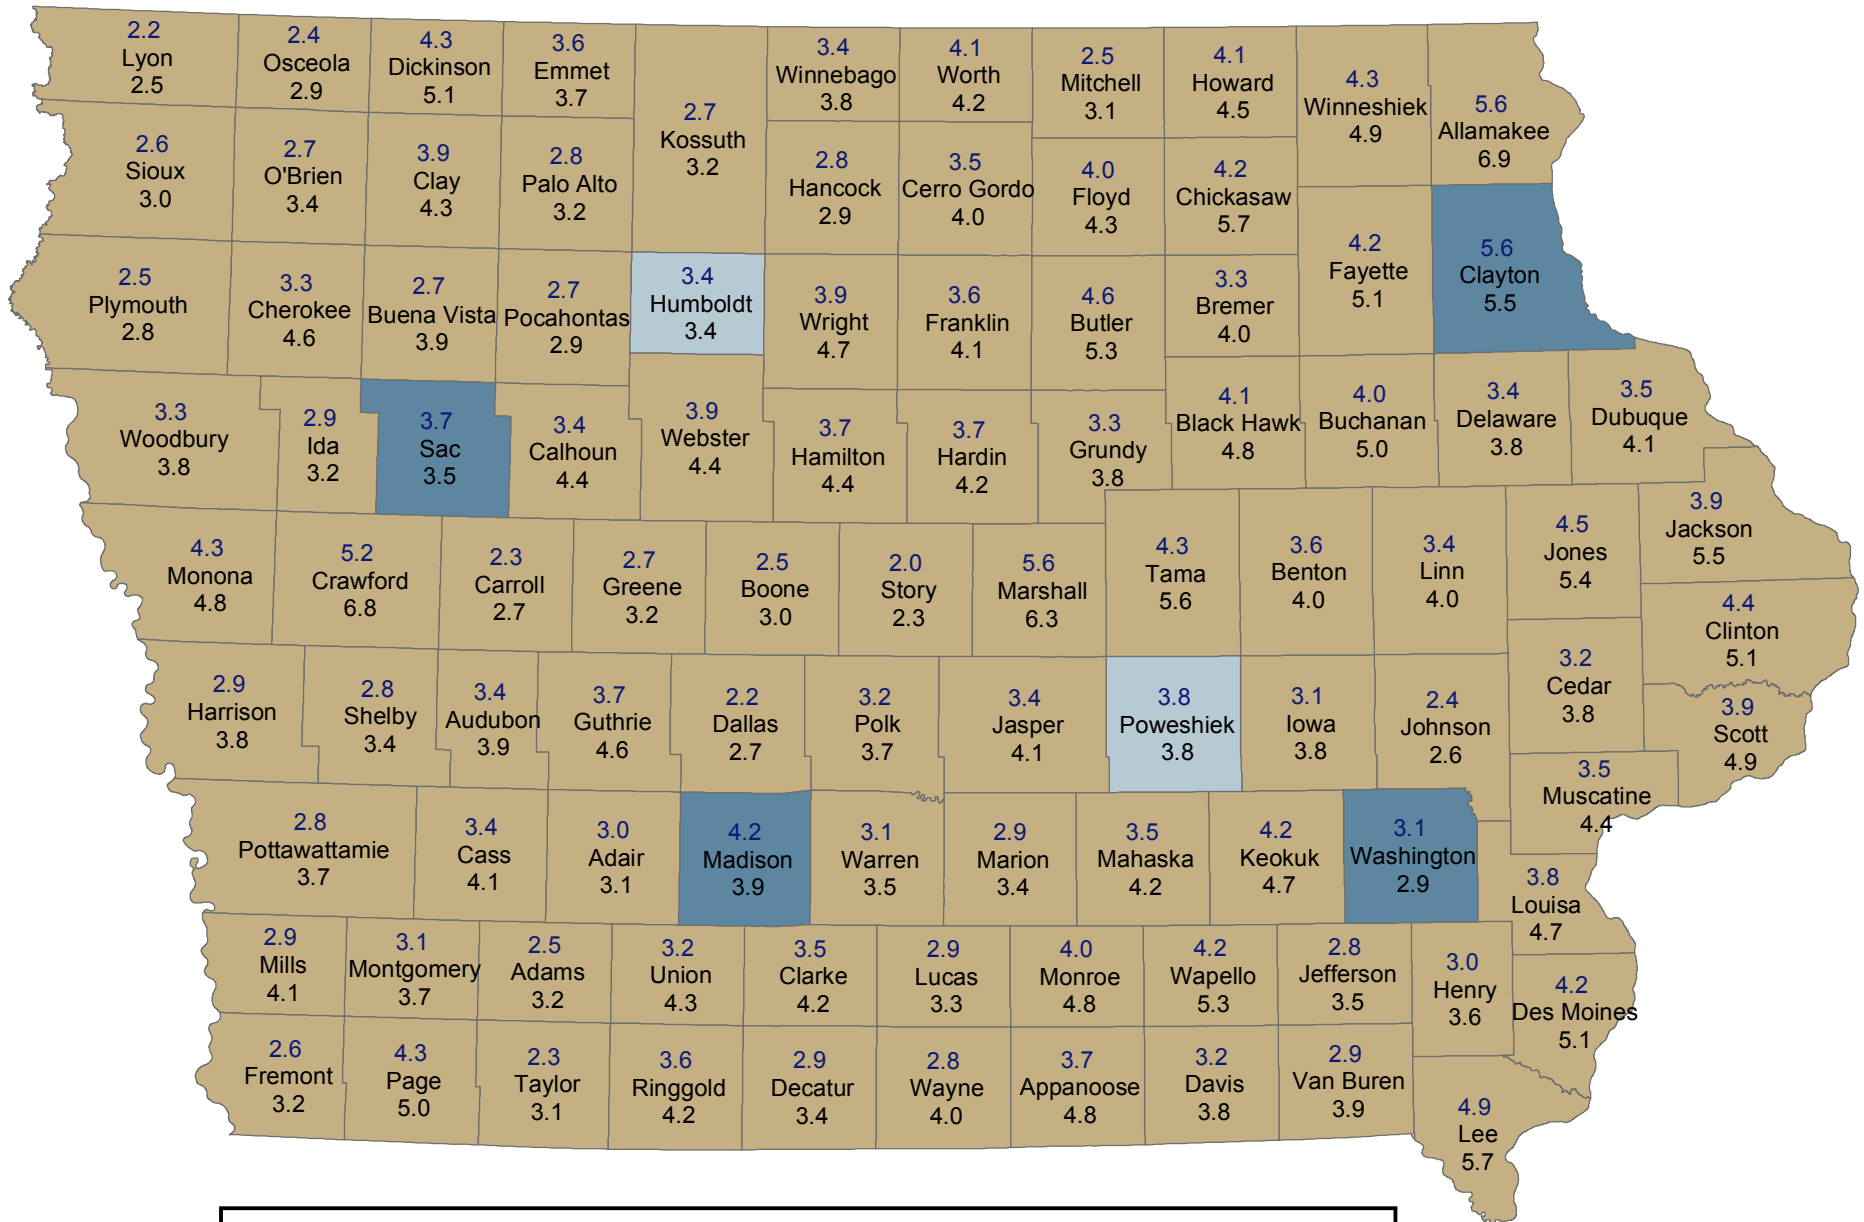 2.2
Lyon
2.5
2.4
Osceola
2.9
4.3
Dickinson
5.1
3.6
Emmet
3.7
2.7
Kossuth
3.2
3.4
Winnebago
3.8
4.1
Worth
4.2
2.5
Mitchell
3.1
4.1
Howard
4.5
4.3
Winneshiek
4.9
5.6
Allamakee
6.9
2.6
Sioux
3.0
2.7
O'Brien
3.4
3.9
Clay
4.3
2.8
Palo Alto
3.2
2.8
Hancock
2.9
3.5
Cerro Gordo
4.0
4.0
Floyd
4.3
4.2
Chickasaw
5.7
4.2
Fayette
5.1
5.6
Clayton
5.5
2.5
Plymouth
2.8
3.3
Cherokee
4.6
2.7
Buena Vista
3.9
2.7
Pocahontas
2.9
3.4
Humboldt
3.4
3.9
Wright
4.7
3.6
Franklin
4.1
4.6
Butler
5.3
3.3
Bremer
4.0
3.3
Woodbury
3.8
2.9
Ida
3.2
3.7
Sac
3.5
3.4
Calhoun
4.4
3.9
Webster
4.4
3.7
Hamilton
4.4
3.7
Hardin
4.2
3.3
Grundy
3.8
4.1
Black Hawk
4.8
4.0
Buchanan
5.0
3.4
Delaware
3.8
3.5
Dubuque
4.1
4.3
Monona
4.8
5.2
Crawford
6.8
2.3
Carroll
2.7
2.7
Greene
3.2
2.5
Boone
3.0
2.0
Story
2.3
5.6
Marshall
6.3
4.3
Tama
5.6
3.6
Benton
4.0
3.4
Linn
4.0
4.5
Jones
5.4
3.9
Jackson
5.5
4.4
Clinton
5.1
2.9
Harrison
3.8
2.8
Shelby
3.4
3.4
Audubon
3.9
3.7
Guthrie
4.6
2.2
Dallas
2.7
3.2
Polk
3.7
3.4
Jasper
4.1
3.8
Poweshiek
3.8
3.1
Iowa
3.8
2.4
Johnson
2.6
3.2
Cedar
3.8
3.9
Scott
4.9
3.5
Muscatine
4.4
2.8
Pottawattamie
3.7
3.4
Cass
4.1
3.0
Adair
3.1
4.2
Madison
3.9
3.1
Warren
3.5
2.9
Marion
3.4
3.5
Mahaska
4.2
4.2
Keokuk
4.7
3.1
Washington
2.9
3.8
Louisa
4.7
2.9
Mills
4.1
3.1
Montgomery
3.7
2.5
Adams
3.2
3.2
Union
4.3
3.5
Clarke
4.2
2.9
Lucas
3.3
4.0
Monroe
4.8
4.2
Wapello
5.3
2.8
Jefferson
3.5
3.0
Henry
3.6
4.2
Des Moines
5.1
2.6
Fremont
3.2
4.3
Page
5.0
2.3
Taylor
3.1
3.6
Ringgold
4.2
2.9
Decatur
3.4
2.8
Wayne
4.0
3.7
Appanoose
4.8
3.2
Davis
3.8
2.9
Van Buren
3.9
4.9
Lee
5.7